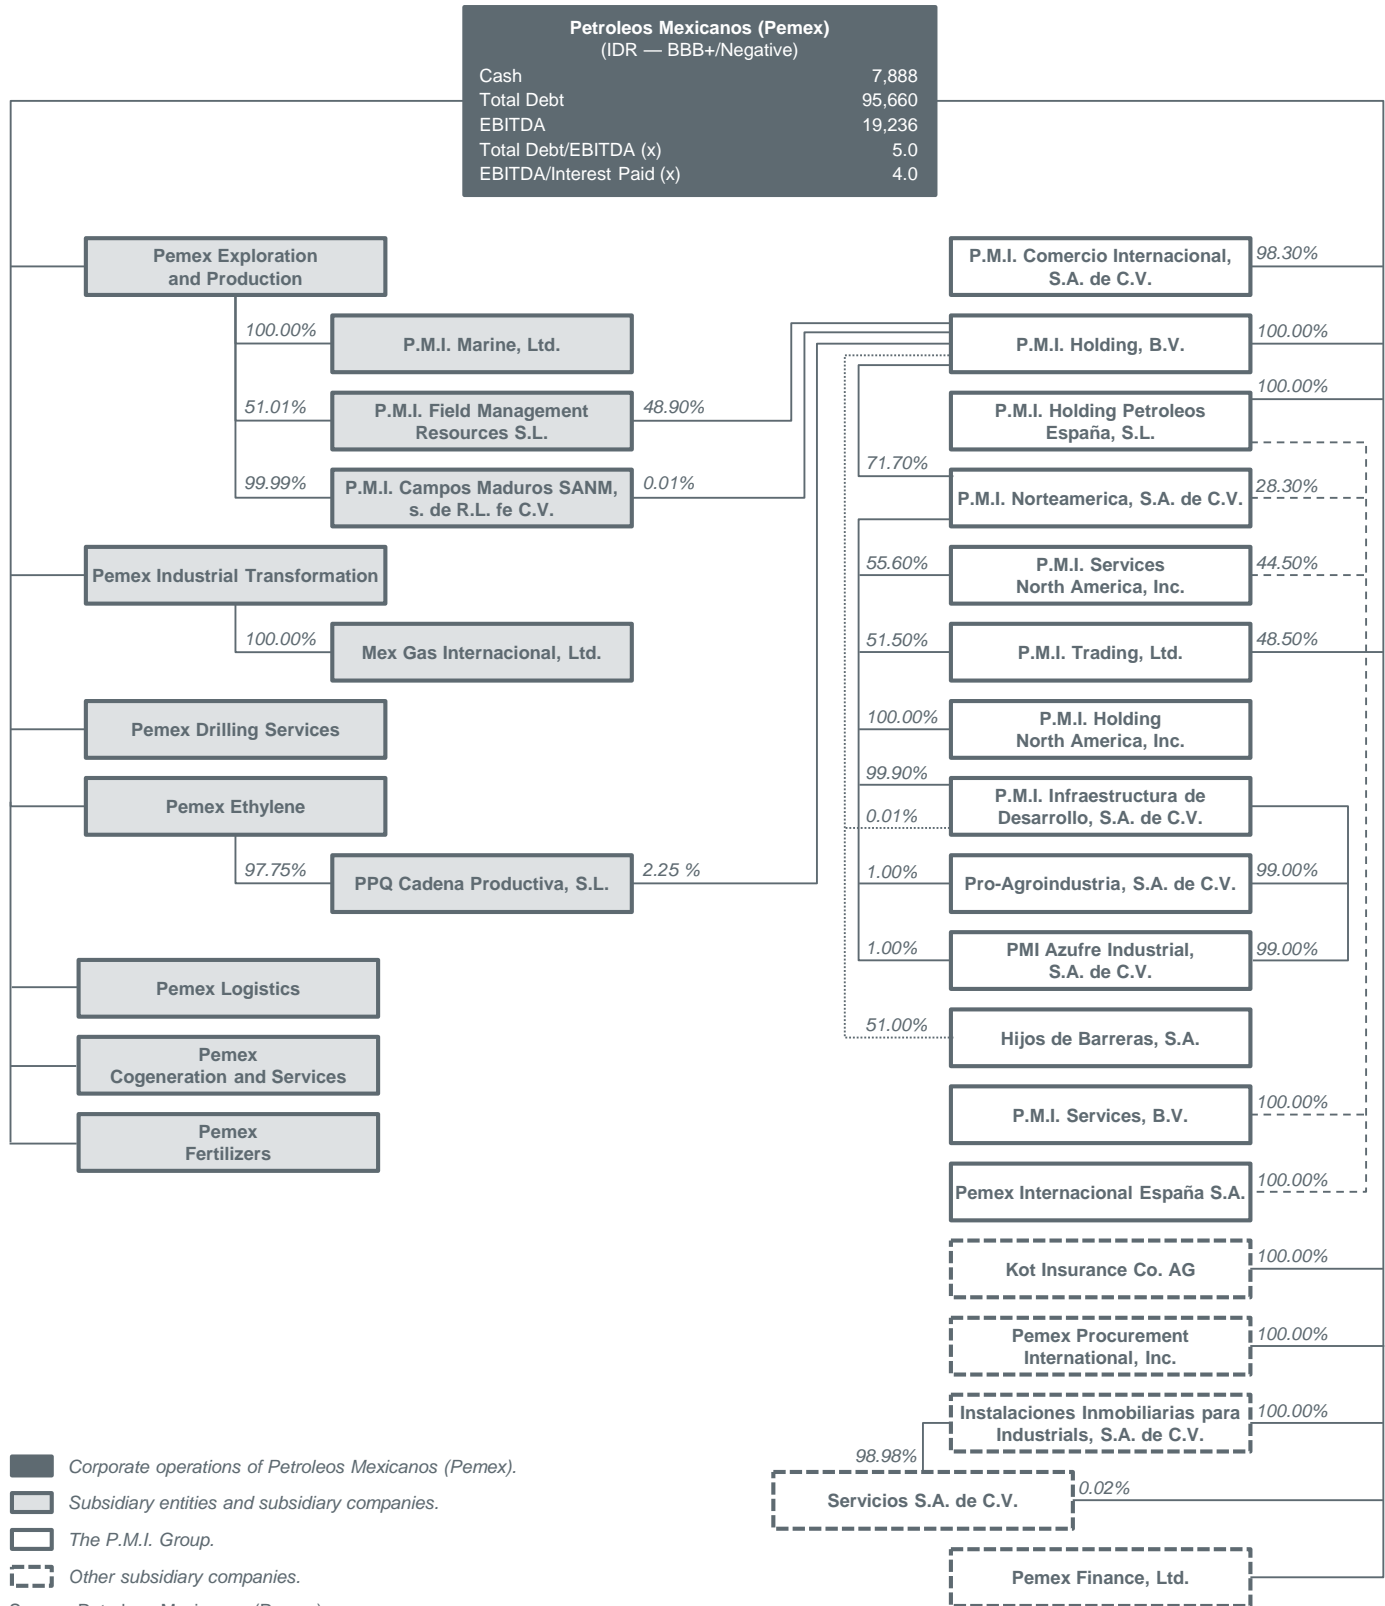 Petroleos Mexicanos (Pemex)
(IDR — BBB+/Negative)
Cash 7,888
Total Debt 95,660
EBITDA 19,236
Total Debt/EBITDA (x) 5.0
EBITDA/Interest Paid (x) 4.0
Pemex Exploration
and Production
100.00%
P.M.I. Marine, Ltd.
51.01%
P.M.I. Field Management
Resources S.L.
48.90%
99.99%
P.M.I. Campos Maduros SANM,
s. de R.L. fe C.V.
0.01%
Pemex Industrial Transformation
100.00%
Mex Gas Internacional, Ltd.
Pemex Drilling Services
Pemex Ethylene
97.75%
PPQ Cadena Productiva, S.L.
2.25 %
Pemex Logistics
Pemex
Cogeneration and Services
Pemex
Fertilizers
P.M.I. Comercio Internacional,
S.A. de C.V.
98.30%
P.M.I. Holding, B.V.
100.00%
P.M.I. Holding Petroleos
España, S.L.
100.00%
71.70%
P.M.I. Norteamerica, S.A. de C.V.
28.30%
55.60%
P.M.I. Services
North America, Inc.
44.50%
51.50%
P.M.I. Trading, Ltd.
48.50%
100.00%
P.M.I. Holding
North America, Inc.
99.90%
0.01%
P.M.I. Infraestructura de
Desarrollo, S.A. de C.V.
1.00%
Pro-Agroindustria, S.A. de C.V.
99.00%
1.00%
PMI Azufre Industrial,
S.A. de C.V.
99.00%
51.00%
Hijos de Barreras, S.A.
P.M.I. Services, B.V.
100.00%
Pemex Internacional España S.A.
100.00%
Kot Insurance Co. AG
100.00%
Pemex Procurement
International, Inc.
100.00%
Instalaciones Inmobiliarias para
Industrials, S.A. de C.V.
100.00%
98.98%
Servicios S.A. de C.V.
0.02%
Pemex Finance, Ltd.
Corporate operations of Petroleos Mexicanos (Pemex).
Subsidiary entities and subsidiary companies.
The P.M.I. Group.
Other subsidiary companies.